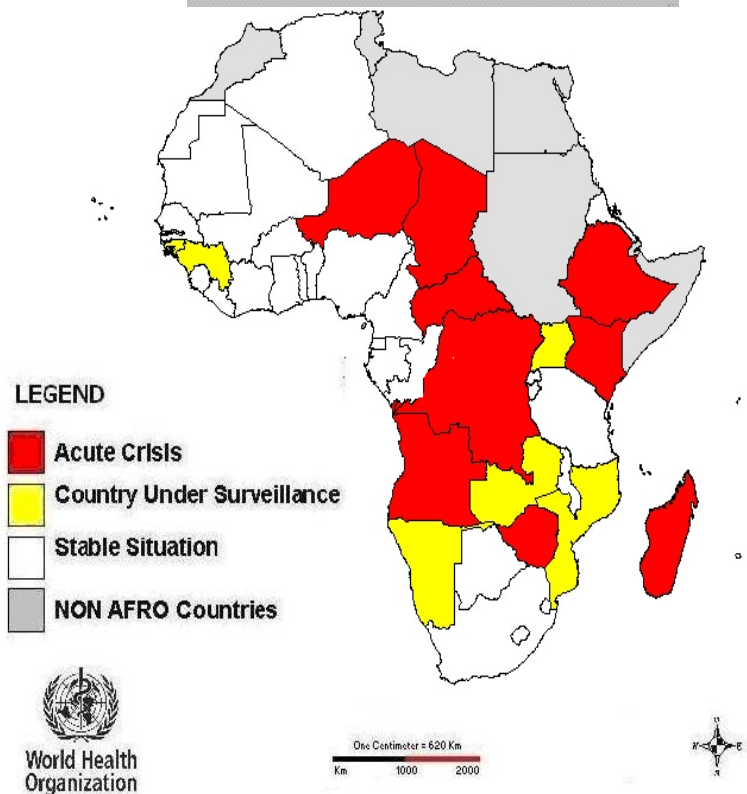 LEGEND
Acute Crisis
Country Under Surveillance
Stable Situation
NON AFRO Countries
World Health
Organization
One Centimeter = 620 Km
Km 1000 2000